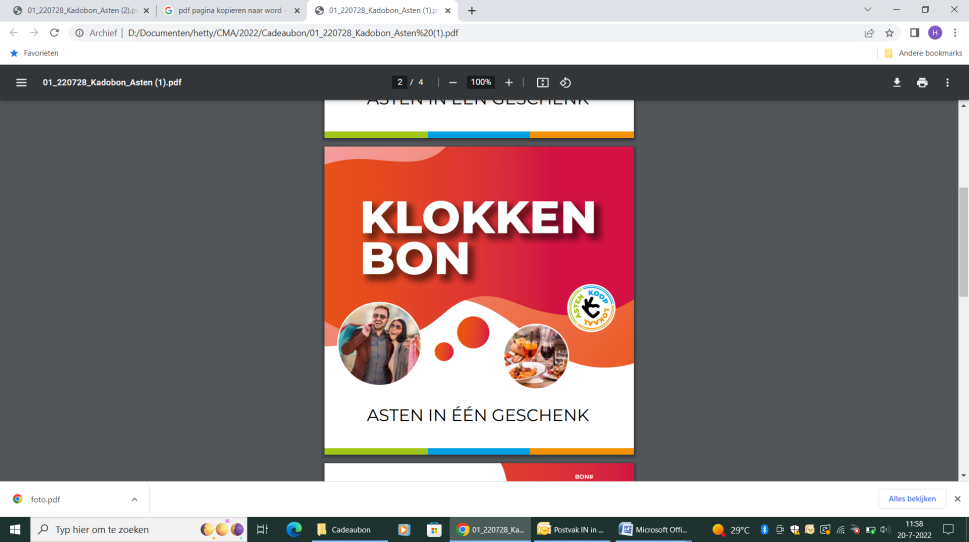 01_220728_Kadobon_Asten (2).p
pdf pagina kopieren naar word -
01_220728_Kadobon_Asten (1).p
Archief | D:/Documenten/hetty/CMA/2022/Cadeaubon/01_220728_Kadobon_Asten%20(1).pdf
H
Favorieten
Andere bookmarks
01_220728_Kadobon_Asten (1).pdf
2 / 4
100%
ASTEN IN ÉÉN GESCHENK
KLOKKEN
BON
ASTEN KOOP LOKAAL
ASTEN IN ÉÉN GESCHENK
BON#
foto.pdf
Alles bekijken
Typ hier om te zoeken
Cadeaubon
01_220728_Ka...
Postvak IN in ...
Microsoft Offi...
29°C
11:58
20-7-2022